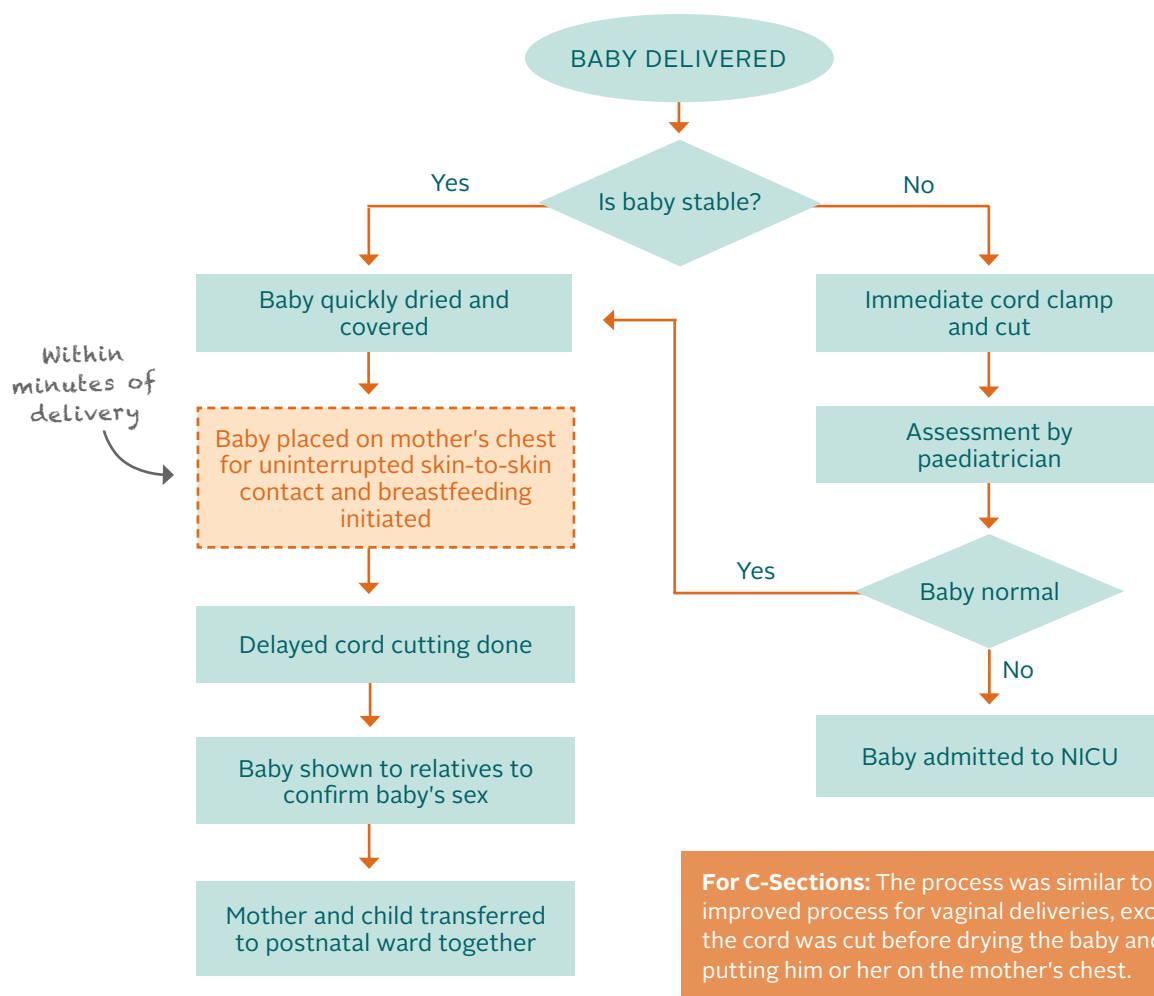 BABY DELIVERED
Is baby stable?
Yes
No
Baby quickly dried and
covered
Within
minutes of
delivery
Baby placed on mother's chest
for uninterrupted skin-to-skin
contact and breastfeeding
initiated
Delayed cord cutting done
Baby shown to relatives to
confirm baby's sex
Mother and child transferred
to postnatal ward together
Immediate cord clamp
and cut
Assessment by
paediatrician
Baby normal
Yes
No
Baby admitted to NICU
For C-Sections: The process was similar to
improved process for vaginal deliveries,
the cord was cut before drying the baby
putting him or her on the mother's chest.